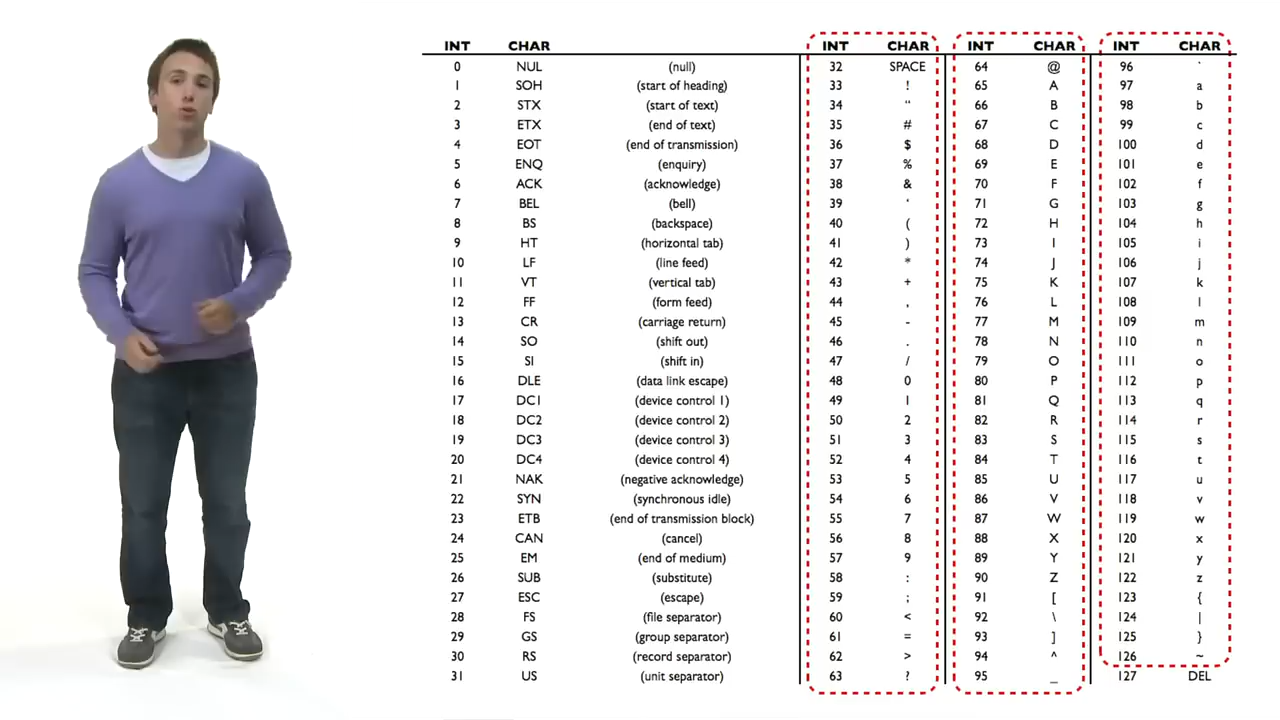 INT CHAR INT CHAR INT CHAR INT CHAR
0 NUL (null) 32 SPACE 64 @ 96 `
1 SOH (start of heading) 33 ! 65 A 97 a
2 STX (start of text) 34 “ 66 B 98 b
3 ETX (end of text) 35 # 67 C 99 c
4 EOT (end of transmission) 36 $ 68 D 100 d
5 ENQ (enquiry) 37 % 69 E 101 e
6 ACK (acknowledge) 38 & 70 F 102 f
7 BEL (bell) 39 ‘ 71 G 103 g
8 BS (backspace) 40 ( 72 H 104 h
9 HT (horizontal tab) 41 ) 73 I 105 i
10 LF (line feed) 42 * 74 J 106 j
11 VT (vertical tab) 43 + 75 K 107 k
12 FF (form feed) 44 , 76 L 108 l
13 CR (carriage return) 45 - 77 M 109 m
14 SO (shift out) 46 . 78 N 110 n
15 SI (shift in) 47 / 79 O 111 o
16 DLE (data link escape) 48 0 80 P 112 p
17 DC1 (device control 1) 49 1 81 Q 113 q
18 DC2 (device control 2) 50 2 82 R 114 r
19 DC3 (device control 3) 51 3 83 S 115 s
20 DC4 (device control 4) 52 4 84 T 116 t
21 NAK (negative acknowledge) 53 5 85 U 117 u
22 SYN (synchronous idle) 54 6 86 V 118 v
23 ETB (end of transmission block) 55 7 87 W 119 w
24 CAN (cancel) 56 8 88 X 120 x
25 EM (end of medium) 57 9 89 Y 121 y
26 SUB (substitute) 58 : 90 Z 122 z
27 ESC (escape) 59 ; 91 [ 123 {
28 FS (file separator) 60 < 92 \ 124 |
29 GS (group separator) 61 = 93 ] 125 }
30 RS (record separator) 62 > 94 ^ 126 ~
31 US (unit separator) 63 ? 95 _ 127 DEL